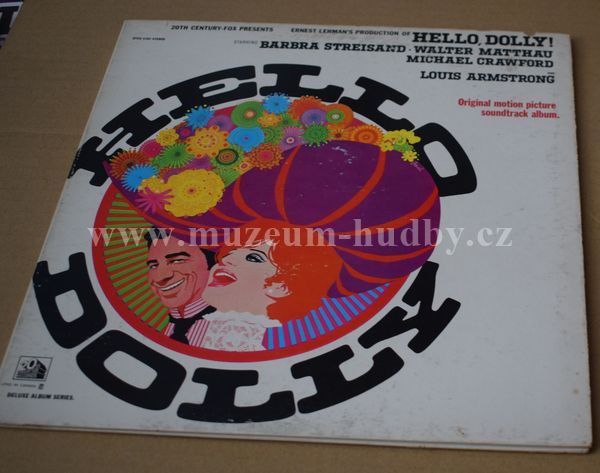 20TH CENTURY-FOX PRESENTS ERNEST LEHMAN'S PRODUCTION OF HELLO, DOLLY!
STARRING BARBRA STREISAND · WALTER MATTHAU
MICHAEL CRAWFORD
AND
LOUIS ARMSTRONG
Original motion picture
soundtrack album.
HELLO
DOLLY
www.muzeum-hudby.cz
DELUXE ALBUM SERIES.